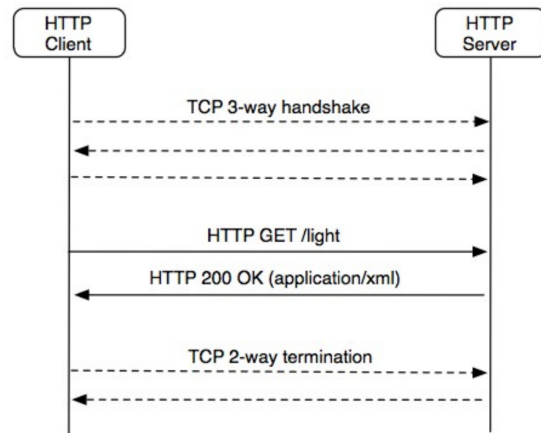 HTTP
Client
HTTP
Server
TCP 3-way handshake
HTTP GET /light
HTTP 200 OK (application/xml)
TCP 2-way termination